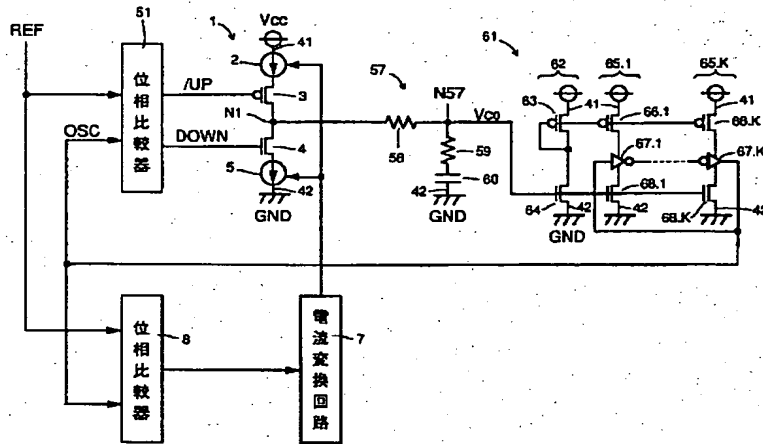 REF
51
位相比較器
OSC
/UP
DOWN
1
Vcc
41
2
3
N1
4
5
42
GND
57
58
N57
59
60
42
GND
Vco
61
62
65.1
65.K
63
41
66.1
41
66.K
67.1
67.K
68.1
64
42
42
68.K
42
GND
位相比較器
8
電流変換回路
7